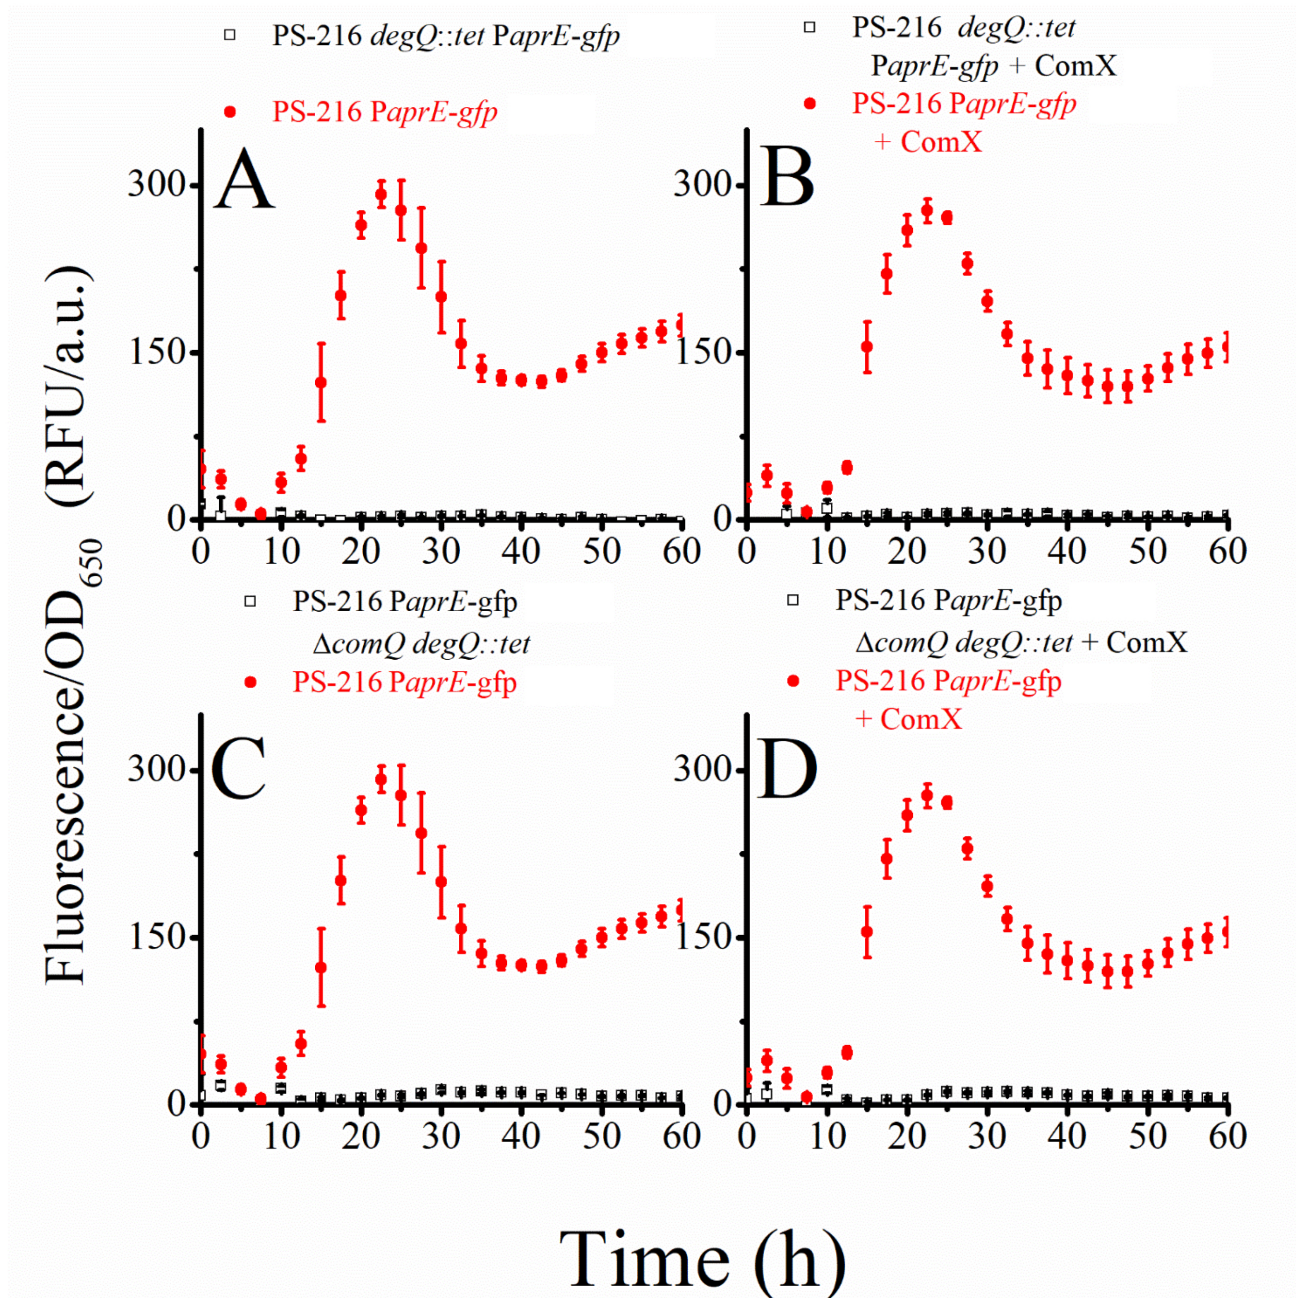 PS-216 degQ::tet PaprE-gfp
PS-216 PaprE-gfp
PS-216 degQ::tet
PaprE-gfp + ComX
PS-216 PaprE-gfp
+ ComX
A
300
150
0
0 10 20 30 40 50 60
B
300
150
0
0 10 20 30 40 50 60
PS-216 PaprE-gfp
ΔcomQ degQ::tet
PS-216 PaprE-gfp
PS-216 PaprE-gfp
ΔcomQ degQ::tet + ComX
PS-216 PaprE-gfp
+ ComX
C
300
150
0
0 10 20 30 40 50 60
D
300
150
0
0 10 20 30 40 50 60
Fluorescence/OD650 (RFU/a.u.)
Time (h)